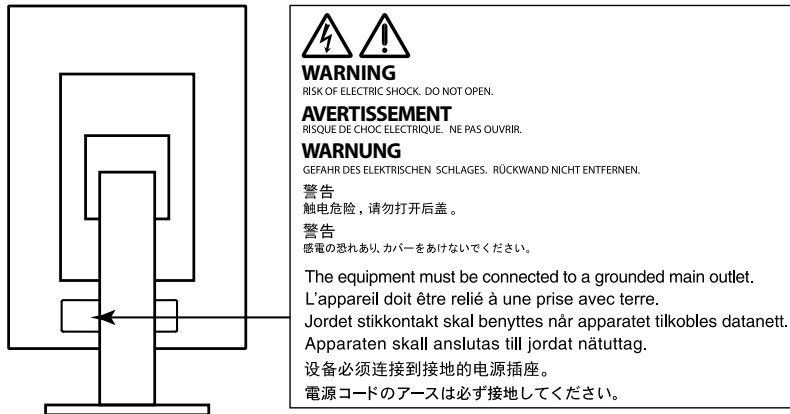 WARNING
RISK OF ELECTRIC SHOCK. DO NOT OPEN.
AVERTISSEMENT
RISQUE DE CHOC ELECTRIQUE. NE PAS OUVRIR.
WARNUNG
GEFAHR DES ELEKTRISCHEN SCHLAGES. RÜCKWAND NICHT ENTFERNEN.
警告
触电危险，请勿打开后盖。
警告
感電の恐れあり、カバーをあけないでください。
The equipment must be connected to a grounded main outlet.
L'appareil doit être relié à une prise avec terre.
Jordet stikkontakt skal benyttes når apparatet tilkobles datanett.
Apparaten skall anslutas till jordat nätuttag.
设备必须连接到接地的电源插座。
電源コードのアースは必ず接地してください。